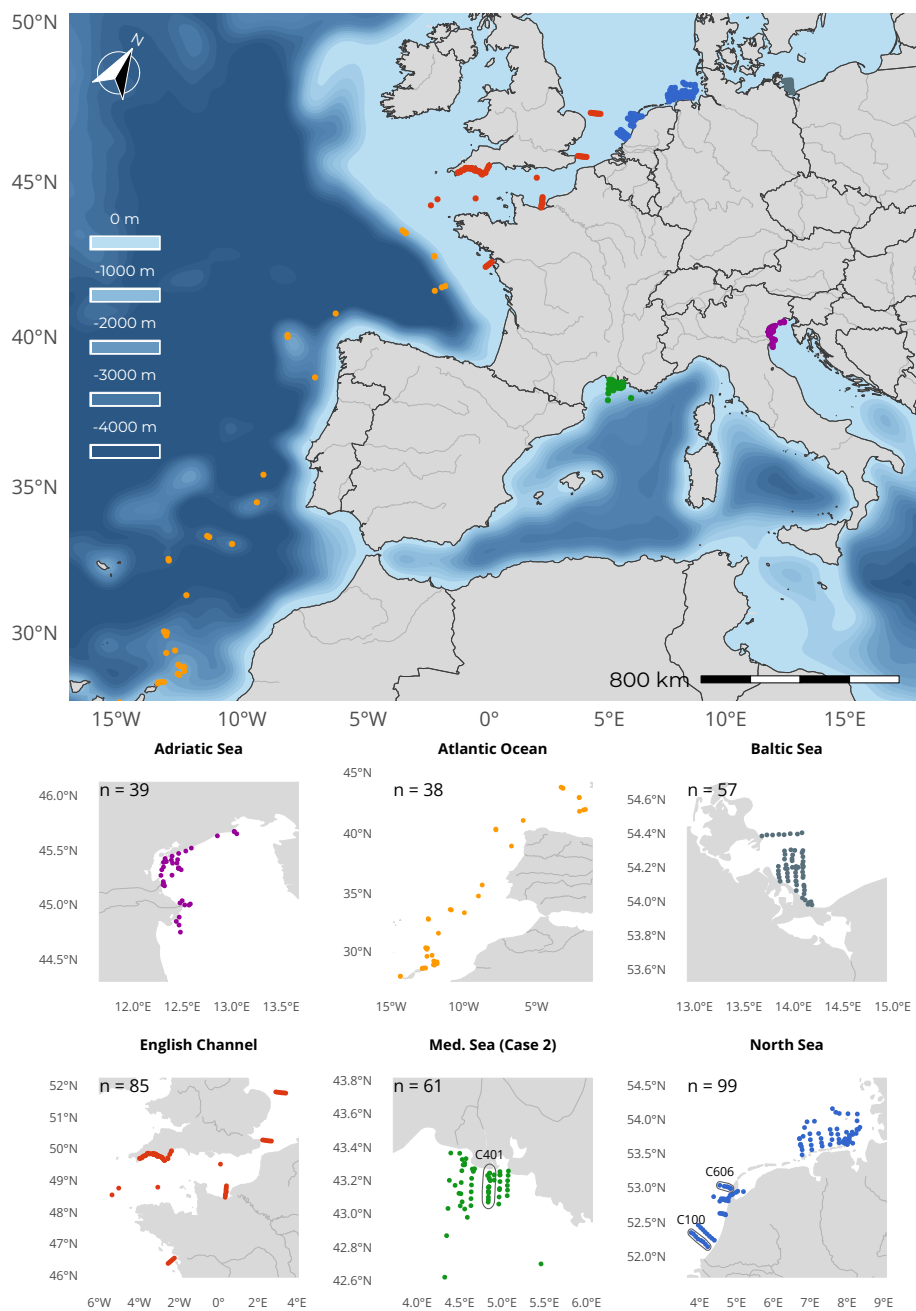 50°N
N
45°N
0 m
-1000 m
-2000 m
40°N
-3000 m
-4000 m
35°N
30°N
800 km
15°W 10°W 5°W 0° 5°E 10°E 15°E
Adriatic Sea
n = 39
46.0°N
45.5°N
45.0°N
44.5°N
12.0°E 12.5°E 13.0°E 13.5°E
Atlantic Ocean
n = 38
45°N
40°N
35°N
30°N
15°W 10°W 5°W
Baltic Sea
n = 57
54.6°N
54.4°N
54.2°N
54.0°N
53.8°N
53.6°N
13.0°E 13.5°E 14.0°E 14.5°E 15.0°E
English Channel
n = 85
52°N
51°N
50°N
49°N
48°N
47°N
46°N
6°W 4°W 2°W 0° 2°E 4°E
Med. Sea (Case 2)
n = 61
43.8°N
43.6°N
43.4°N
43.2°N
43.0°N
42.8°N
42.6°N
C401
4.0°E 4.5°E 5.0°E 5.5°E 6.0°E
North Sea
n = 99
54.5°N
54.0°N
53.5°N
53.0°N
52.5°N
52.0°N
C606
C100
4°E 5°E 6°E 7°E 8°E 9°E